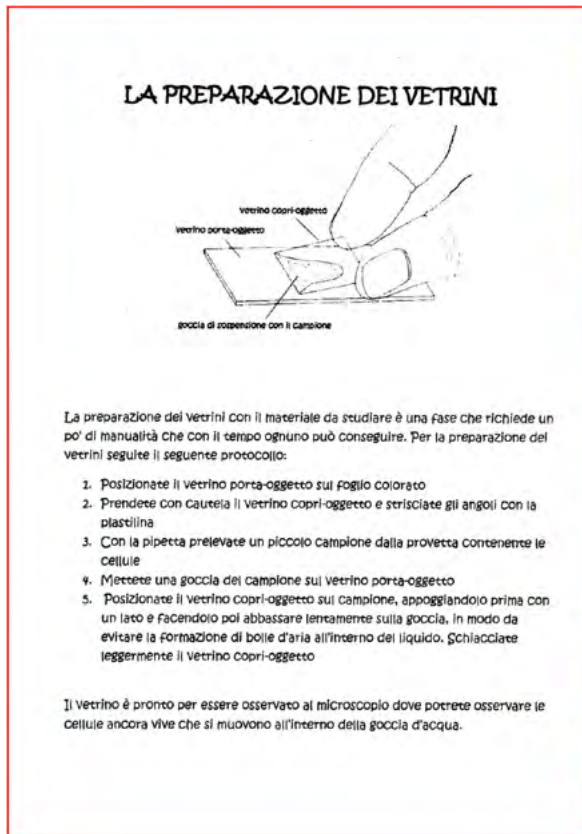 LA PREPARAZIONE DEI VETRINI
vetrino copri-oggetto
vetrino porta-oggetto
goccia di sospensione con il campione
La preparazione dei vetrini con il materiale da studiare è una fase che richiede un
po' di manualità che con il tempo ognuno può conseguire. Per la preparazione dei
vetrini seguite il seguente protocollo:
1. Posizionate il vetrino porta-oggetto sul foglio colorato
2. Prendete con cautela il vetrino copri-oggetto e strisciate gli angoli con la
plastilina
3. Con la pipetta prelevate un piccolo campione dalla provetta contenente le
cellule
4. Mettete una goccia del campione sul vetrino porta-oggetto
5. Posizionate il vetrino copri-oggetto sul campione, appoggiandolo prima con
un lato e facendolo poi abbassare lentamente sulla goccia, in modo da
evitare la formazione di bolle d'aria all'interno del liquido. Schiacciate
leggermente il vetrino copri-oggetto
Il vetrino è pronto per essere osservato al microscopio dove potrete osservare le
cellule ancora vive che si muovono all'interno della goccia d'acqua.